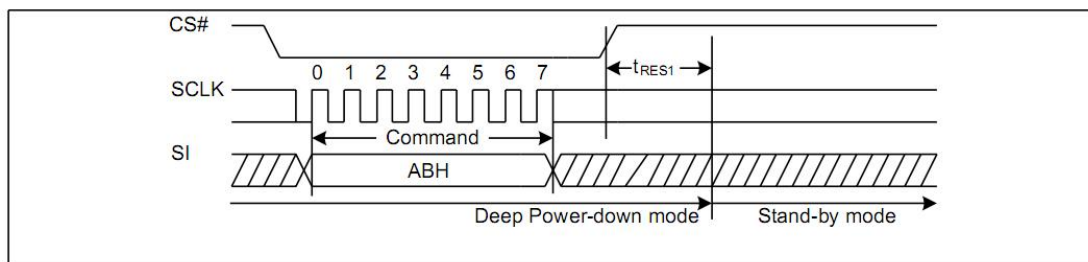 CS#
tRES1
0 1 2 3 4 5 6 7
SCLK
Command
SI
ABH
Deep Power-down mode
Stand-by mode